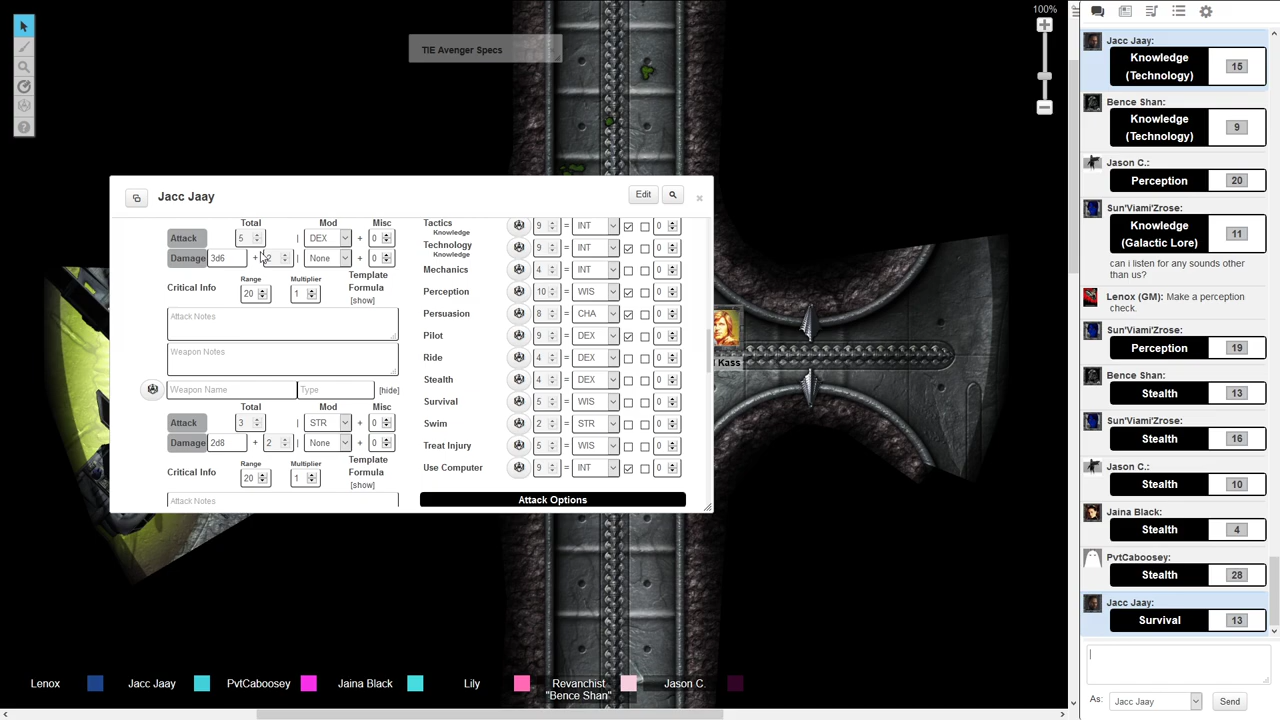 TIE Avenger Specs
100%
Jacc Jaay
Edit
Total Mod Misc
Attack 5 | DEX + 0
Damage 3d6 + 2 | None + 0
Critical Info Range 20 Multiplier 1 Template Formula [show]
Attack Notes
Weapon Notes
Weapon Name Type [hide]
Total Mod Misc
Attack 3 | STR + 0
Damage 2d8 + 2 | None + 0
Critical Info Range 20 Multiplier 1 Template Formula [show]
Attack Notes
Tactics Knowledge 9 = INT 0
Technology Knowledge 9 = INT 0
Mechanics 4 = INT 0
Perception 10 = WIS 0
Persuasion 8 = CHA 0
Pilot 9 = DEX 0
Ride 4 = DEX 0
Stealth 4 = DEX 0
Survival 5 = WIS 0
Swim 2 = STR 0
Treat Injury 5 = WIS 0
Use Computer 9 = INT 0
Attack Options
Kass
Lenox Jacc Jaay PvtCaboosey Jaina Black Lily Revanchist Jason C.
"Bence Shan"
Jacc Jaay:
Knowledge
(Technology) 15
Bence Shan:
Knowledge
(Technology) 9
Jason C.:
Perception 20
Sun'Viami'Zrose:
Knowledge
(Galactic Lore) 11
can i listen for any sounds other
than us?
Lenox (GM): Make a perception
check.
Sun'Viami'Zrose:
Perception 19
Bence Shan:
Stealth 13
Sun'Viami'Zrose:
Stealth 16
Jason C.:
Stealth 10
Jaina Black:
Stealth 4
PvtCaboosey:
Stealth 28
Jacc Jaay:
Survival 13
As: Jacc Jaay Send